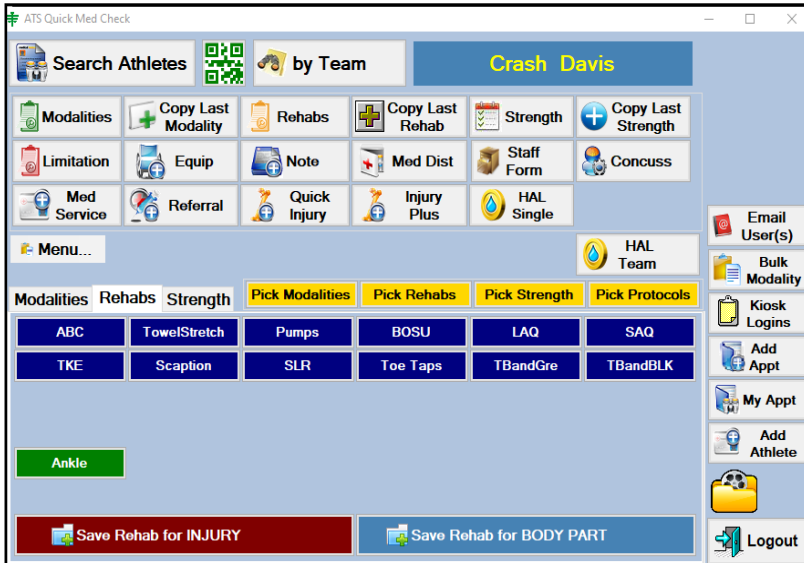 ATS Quick Med Check
Search Athletes
by Team
Crash Davis
Modalities
Copy Last
Modality
Rehabs
Copy Last
Rehab
Strength
Copy Last
Strength
Limitation
Equip
Note
Med Dist
Staff
Form
Concuss
Med
Service
Referral
Quick
Injury
Injury
Plus
HAL
Single
Menu...
HAL
Team
Modalities Rehabs Strength
Pick Modalities
Pick Rehabs
Pick Strength
Pick Protocols
ABC
TowelStretch
Pumps
BOSU
LAQ
SAQ
TKE
Scaption
SLR
Toe Taps
TBandGre
TBandBLK
Ankle
Save Rehab for INJURY
Save Rehab for BODY PART
Email
User(s)
Bulk
Modality
Kiosk
Logins
Add
Appt
My Appt
Add
Athlete
Logout